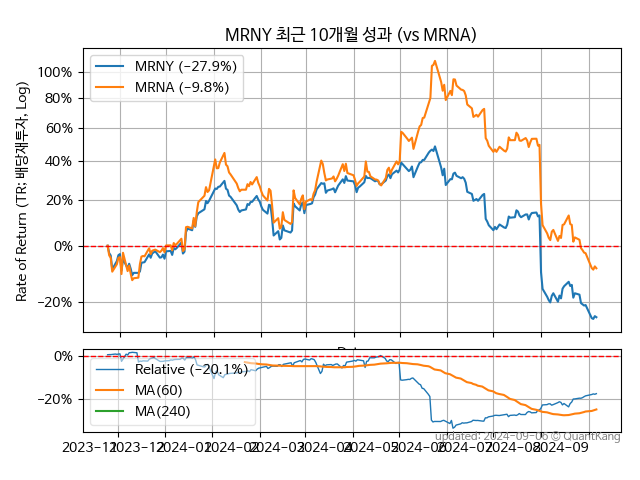 MRNY 최근 10개월 성과 (vs MRNA)
MRNY (−27.9%)
MRNA (−9.8%)
Rate of Return (TR: 배당재투자, Log)
100%
80%
60%
40%
20%
0%
−20%
0%
−20%
Relative (−20.1%)
MA(60)
MA(240)
updated: 2024-09-06 © QuantKang
2023-11
2023-12
2024-01
2024-02
2024-03
2024-04
2024-05
2024-06
2024-07
2024-08
2024-09